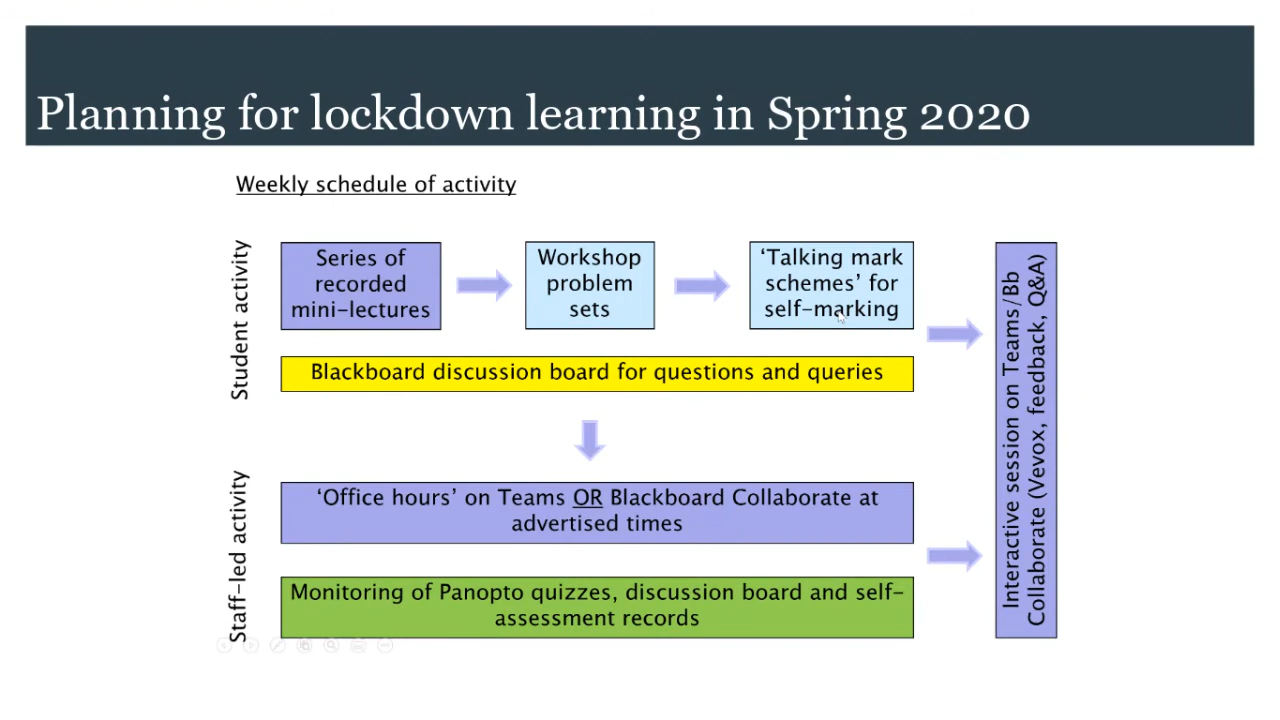 Planning for lockdown learning in Spring 2020
Weekly schedule of activity
Student activity
Series of
recorded
mini-lectures
Workshop
problem
sets
‘Talking mark
schemes’ for
self-marking
Blackboard discussion board for questions and queries
Staff-led activity
‘Office hours’ on Teams OR Blackboard Collaborate at
advertised times
Monitoring of Panopto quizzes, discussion board and self-
assessment records
Interactive session on Teams/Bb
Collaborate (Vevox, feedback, Q&A)